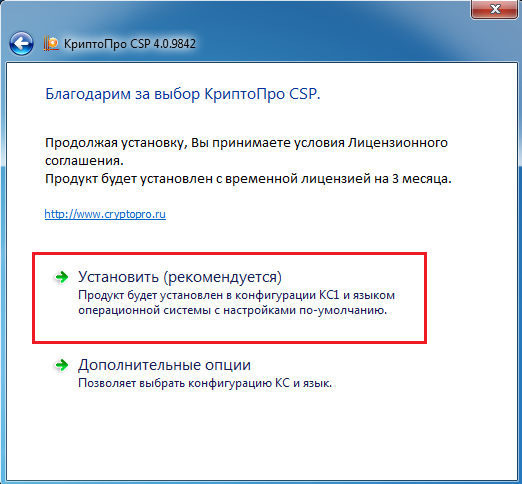 КриптоПро CSP 4.0.9842
Благодарим за выбор КриптоПро CSP.
Продолжая установку, Вы принимаете условия Лицензионного
соглашения.
Продукт будет установлен с временной лицензией на 3 месяца.
http://www.cryptopro.ru
Установить (рекомендуется)
Продукт будет установлен в конфигурации КС1 и языком
операционной системы с настройками по-умолчанию.
Дополнительные опции
Позволяет выбрать конфигурацию КС и язык.